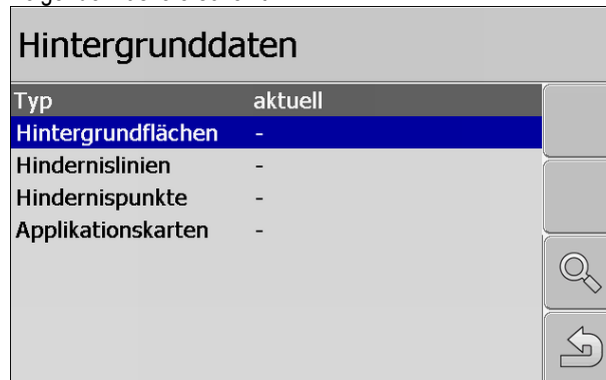 Hintergrunddaten
Typ aktuell
Hintergrundflächen -
Hindernislinien -
Hindernispunkte -
Applikationskarten -